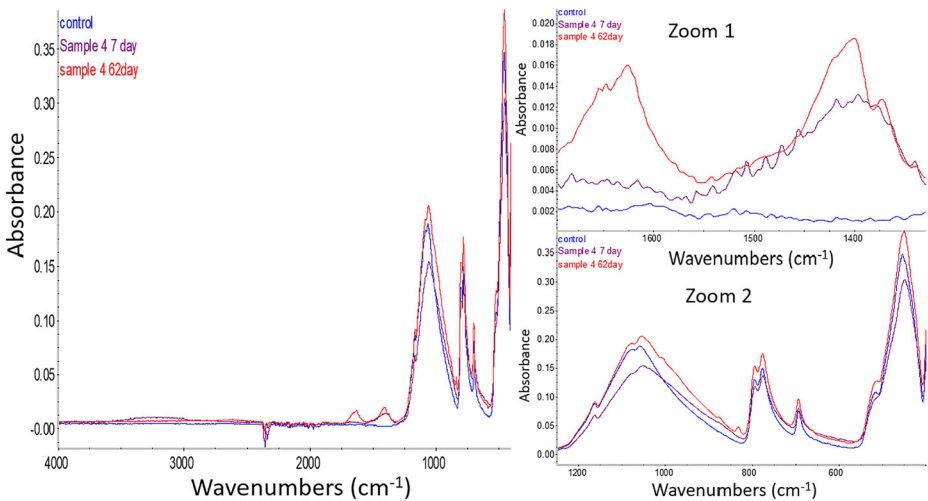 control
Sample 4 7 day
sample 4 62day
0.35
0.30
0.25
0.20
0.15
0.10
0.05
-0.00
Absorbance
4000 3000 2000 1000
Wavenumbers (cm-1)
control
Sample 4 7 day
sample 4 62day
Zoom 1
0.020
0.018
0.016
0.014
0.012
0.010
0.008
0.006
0.004
0.002
Absorbance
1600 1500 1400
Wavenumbers (cm-1)
control
Sample 4 7 day
sample 4 62day
Zoom 2
0.35
0.30
0.25
0.20
0.15
0.10
0.05
0.00
Absorbance
1250 1000 800 600
Wavenumbers (cm-1)